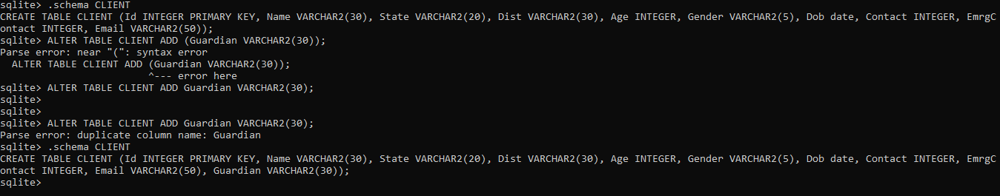 sqlite> .schema CLIENT
CREATE TABLE CLIENT (Id INTEGER PRIMARY KEY, Name VARCHAR2(30), State VARCHAR2(20), Dist VARCHAR2(30), Age INTEGER, Gender VARCHAR2(5), Dob date, Contact INTEGER, EmrgC
ontact INTEGER, Email VARCHAR2(50));
sqlite> ALTER TABLE CLIENT ADD (Guardian VARCHAR2(30));
Parse error: near "(": syntax error
  ALTER TABLE CLIENT ADD (Guardian VARCHAR2(30));
                         ^--- error here
sqlite> ALTER TABLE CLIENT ADD Guardian VARCHAR2(30);
sqlite>
sqlite>
sqlite> ALTER TABLE CLIENT ADD Guardian VARCHAR2(30);
Parse error: duplicate column name: Guardian
sqlite> .schema CLIENT
CREATE TABLE CLIENT (Id INTEGER PRIMARY KEY, Name VARCHAR2(30), State VARCHAR2(20), Dist VARCHAR2(30), Age INTEGER, Gender VARCHAR2(5), Dob date, Contact INTEGER, EmrgC
ontact INTEGER, Email VARCHAR2(50), Guardian VARCHAR2(30));
sqlite>